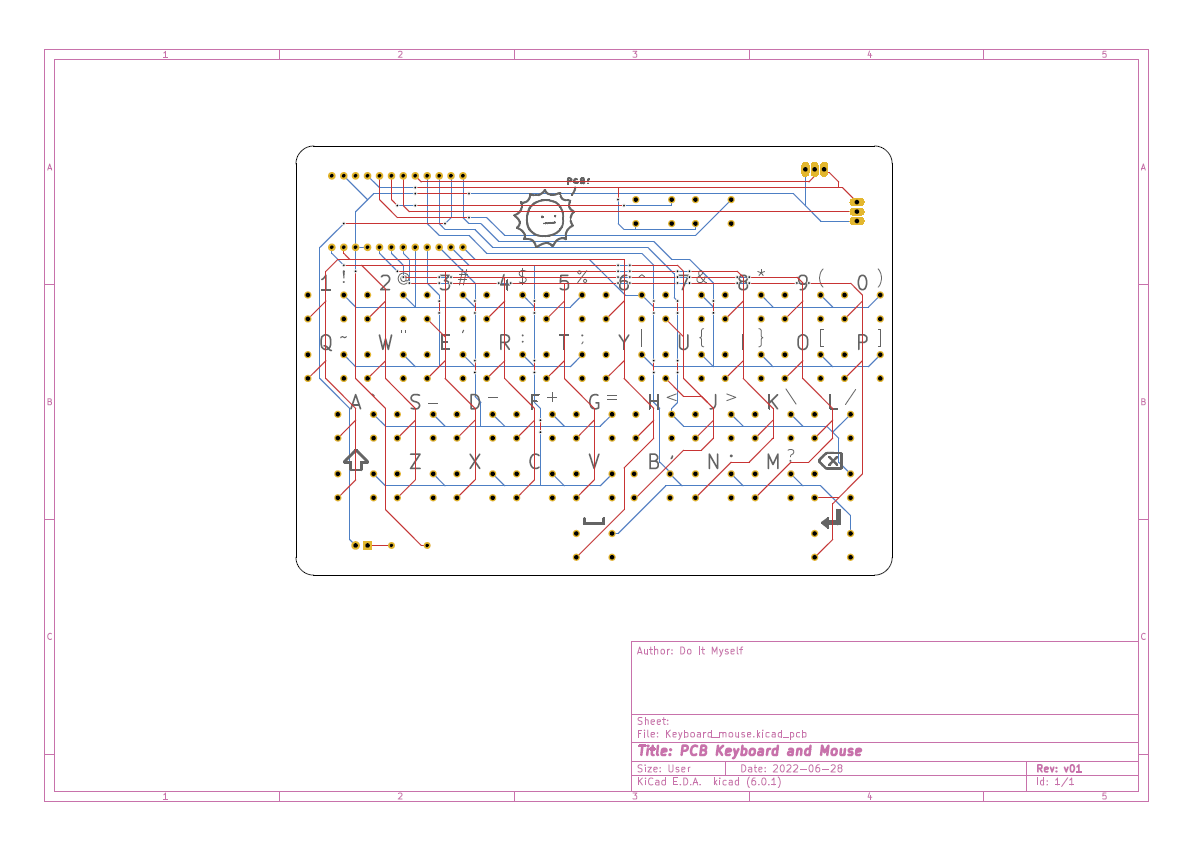 1 2 3 4 5
A A
PCB?
1 ! 2 @ 3 # 4 $ 5 % 6 ^ 7 & 8 * 9 ( 0 )
Q ~ W " E ' R : T ; Y | U { I } O [ P ]
B B
A S _ D - F + G = H < J > K \ L /
Z X C V B N M ?
C C
Author: Do It Myself
Sheet:
File: Keyboard_mouse.kicad_pcb
Title: PCB Keyboard and Mouse
Size: User Date: 2022-06-28 Rev: v01
KiCad E.D.A. kicad (6.0.1) Id: 1/1
1 2 3 4 5